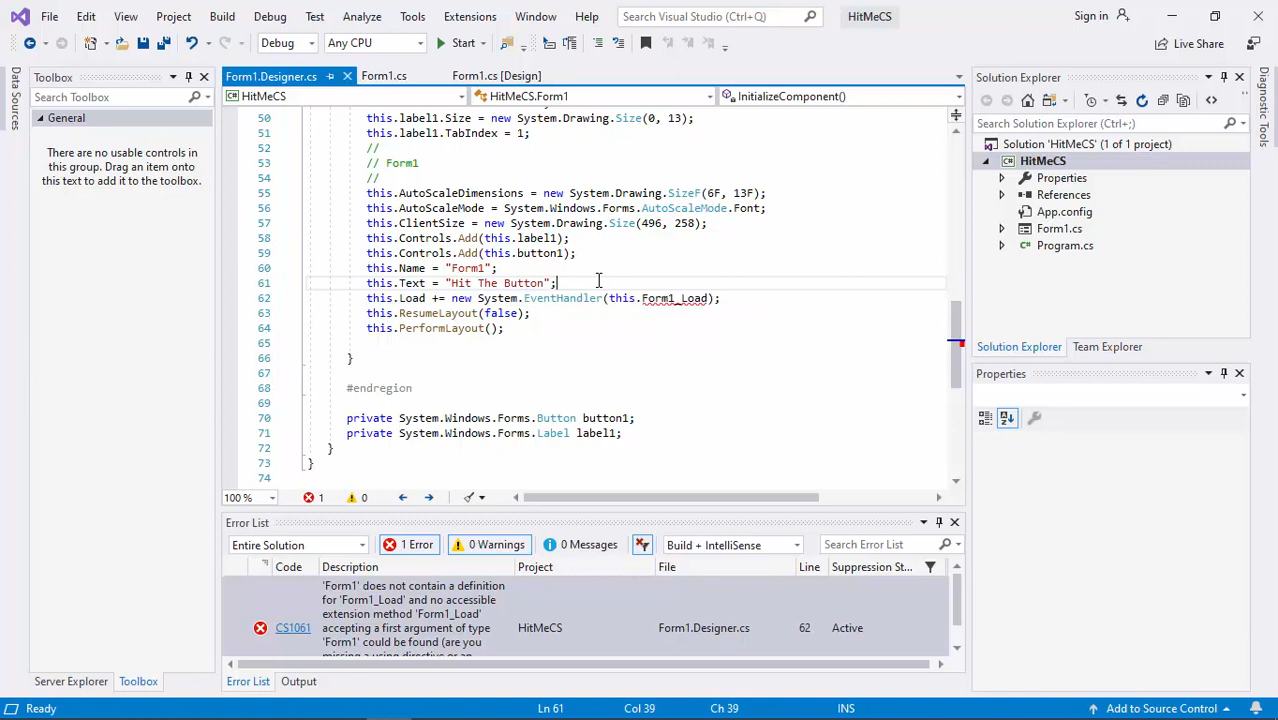 File Edit View Project Build Debug Test Analyze Tools Extensions Window Help Search Visual Studio (Ctrl+Q) HitMeCS Sign in
Debug Any CPU Start Live Share
Data Sources
Toolbox
Search Toolbox
General
There are no usable controls in
this group. Drag an item onto
this text to add it to the toolbox.
Form1.Designer.cs Form1.cs Form1.cs [Design]
HitMeCS HitMeCS.Form1 InitializeComponent()
50 this.label1.Size = new System.Drawing.Size(0, 13);
51 this.label1.TabIndex = 1;
52 //
53 // Form1
54 //
55 this.AutoScaleDimensions = new System.Drawing.SizeF(6F, 13F);
56 this.AutoScaleMode = System.Windows.Forms.AutoScaleMode.Font;
57 this.ClientSize = new System.Drawing.Size(496, 258);
58 this.Controls.Add(this.label1);
59 this.Controls.Add(this.button1);
60 this.Name = "Form1";
61 this.Text = "Hit The Button";
62 this.Load += new System.EventHandler(this.Form1_Load);
63 this.ResumeLayout(false);
64 this.PerformLayout();
65
66 }
67
68 #endregion
69
70 private System.Windows.Forms.Button button1;
71 private System.Windows.Forms.Label label1;
72 }
73 }
74
100 % 1 0
Error List
Entire Solution 1 Error 0 Warnings 0 Messages Build + IntelliSense Search Error List
Code Description Project File Line Suppression St...
CS1061 'Form1' does not contain a definition
for 'Form1_Load' and no accessible
extension method 'Form1_Load'
accepting a first argument of type HitMeCS Form1.Designer.cs 62 Active
'Form1' could be found (are you
missing a using directive or an
Server Explorer Toolbox Error List Output
Solution Explorer
Search Solution Explorer (Ctrl+;)
Solution 'HitMeCS' (1 of 1 project)
HitMeCS
Properties
References
App.config
Form1.cs
Program.cs
Solution Explorer Team Explorer
Properties
Diagnostic Tools
Ready Ln 61 Col 39 Ch 39 INS Add to Source Control